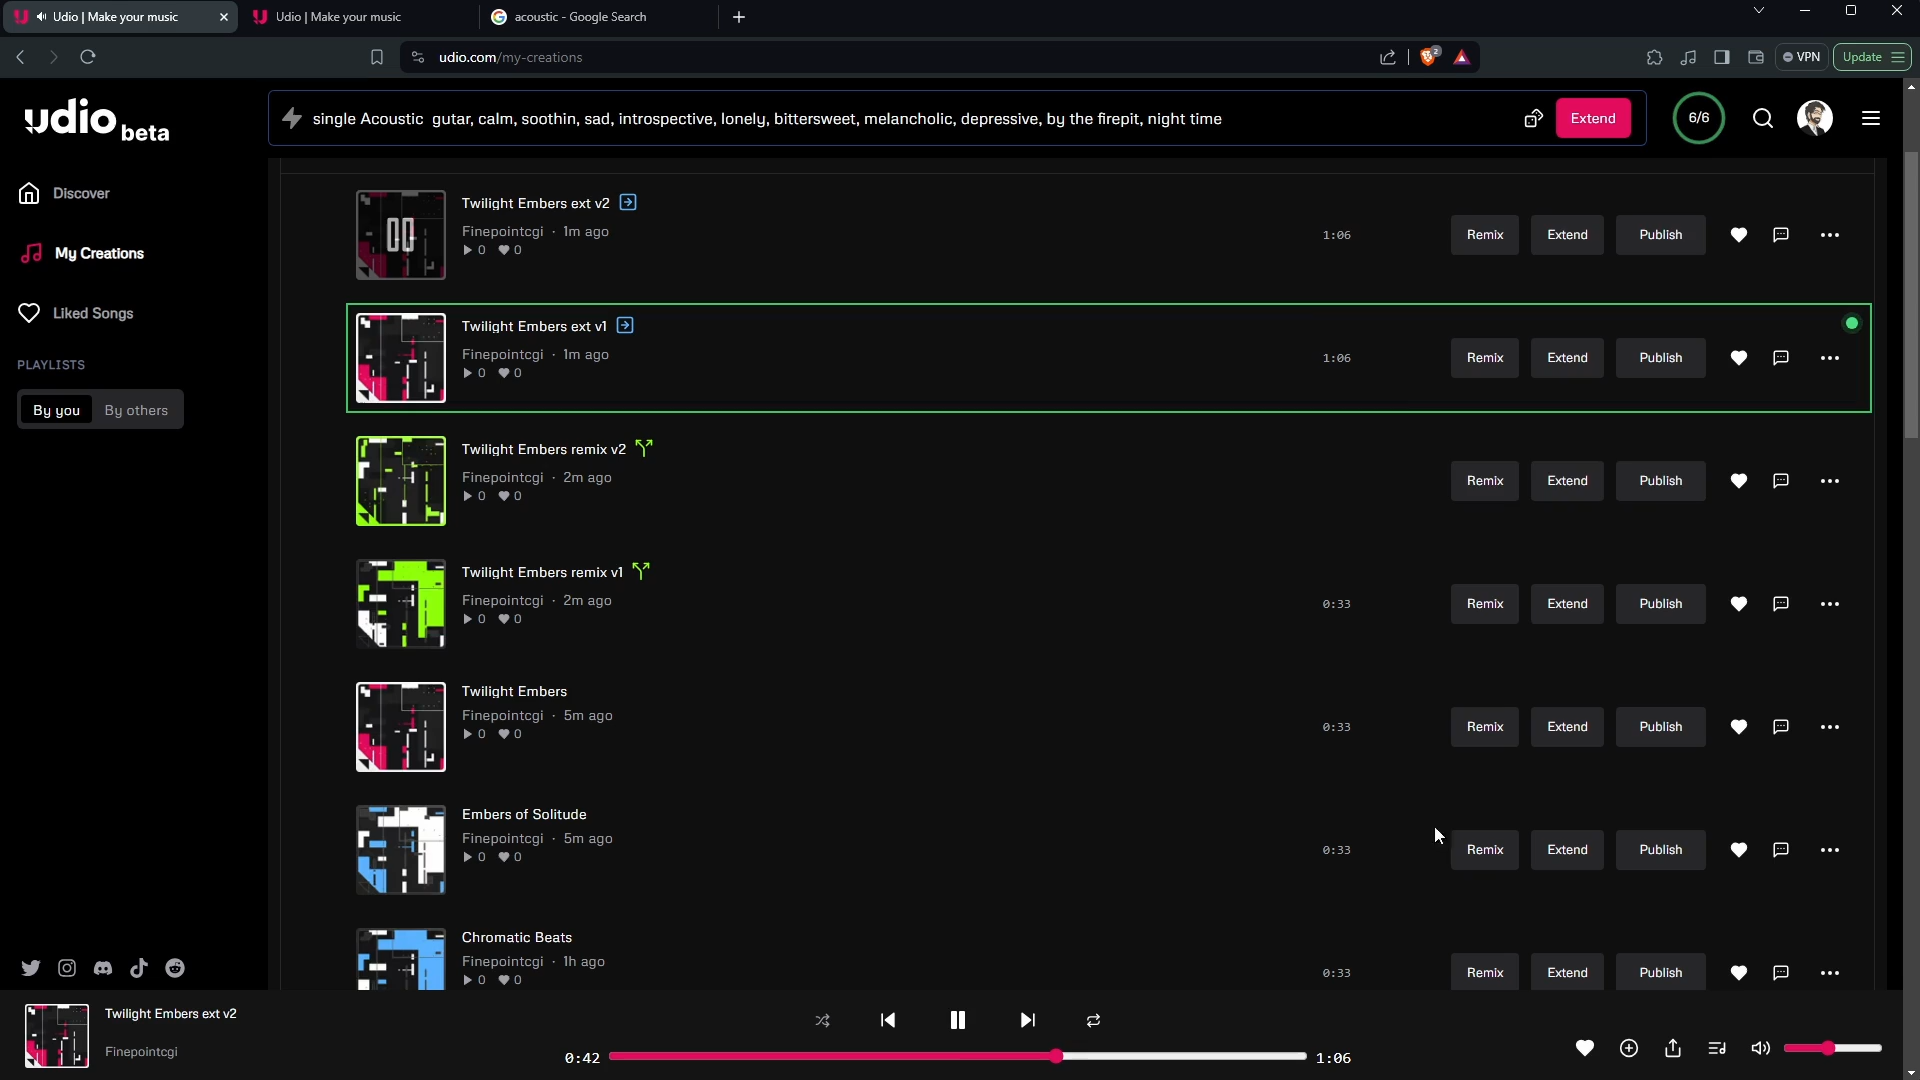 Udio | Make your music
Udio | Make your music
acoustic - Google Search
udio.com/my-creations
2
VPN
Update
udio beta
single Acoustic  gutar, calm, soothin, sad, introspective, lonely, bittersweet, melancholic, depressive, by the firepit, night time
Extend
6/6
Discover
My Creations
Liked Songs
PLAYLISTS
By you
By others
Twilight Embers ext v2
Finepointcgi · 1m ago
0 0
1:06
Remix
Extend
Publish
Twilight Embers ext v1
Finepointcgi · 1m ago
0 0
1:06
Remix
Extend
Publish
Twilight Embers remix v2
Finepointcgi · 2m ago
0 0
Remix
Extend
Publish
Twilight Embers remix v1
Finepointcgi · 2m ago
0 0
0:33
Remix
Extend
Publish
Twilight Embers
Finepointcgi · 5m ago
0 0
0:33
Remix
Extend
Publish
Embers of Solitude
Finepointcgi · 5m ago
0 0
0:33
Remix
Extend
Publish
Chromatic Beats
Finepointcgi · 1h ago
0 0
0:33
Remix
Extend
Publish
Twilight Embers ext v2
Finepointcgi
0:42
1:06